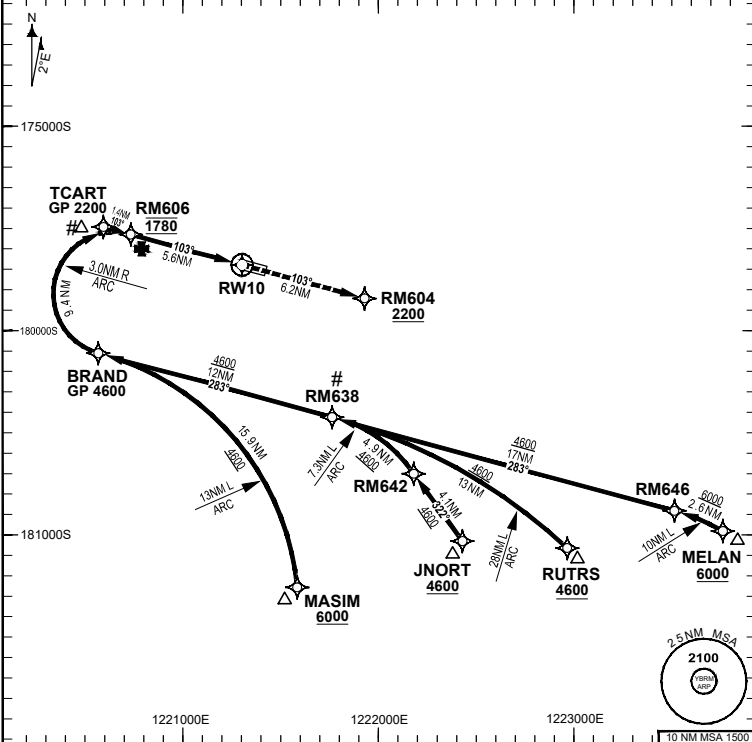 N
2°E
175000S
TCART
GP 2200
#
1.4NM
103°
RM606
1780
103°
5.6NM
RW10
103°
6.2NM
RM604
2200
3.0NM R
ARC
9.4NM
180000S
BRAND
GP 4600
4600
12NM
283°
#
RM638
15.9NM
4600
13NM L
ARC
7.3NM L
ARC
4.9NM
4600
RM642
4.1NM
322°
4600
4600
13NM
28NM L
ARC
4600
17NM
283°
RM646
6000
2.6NM
10NM L
ARC
MELAN
6000
181000S
JNORT
4600
RUTRS
4600
MASIM
6000
25NM MSA
2100
YBRM
ARP
10 NM MSA 1500
1221000E
1222000E
1223000E